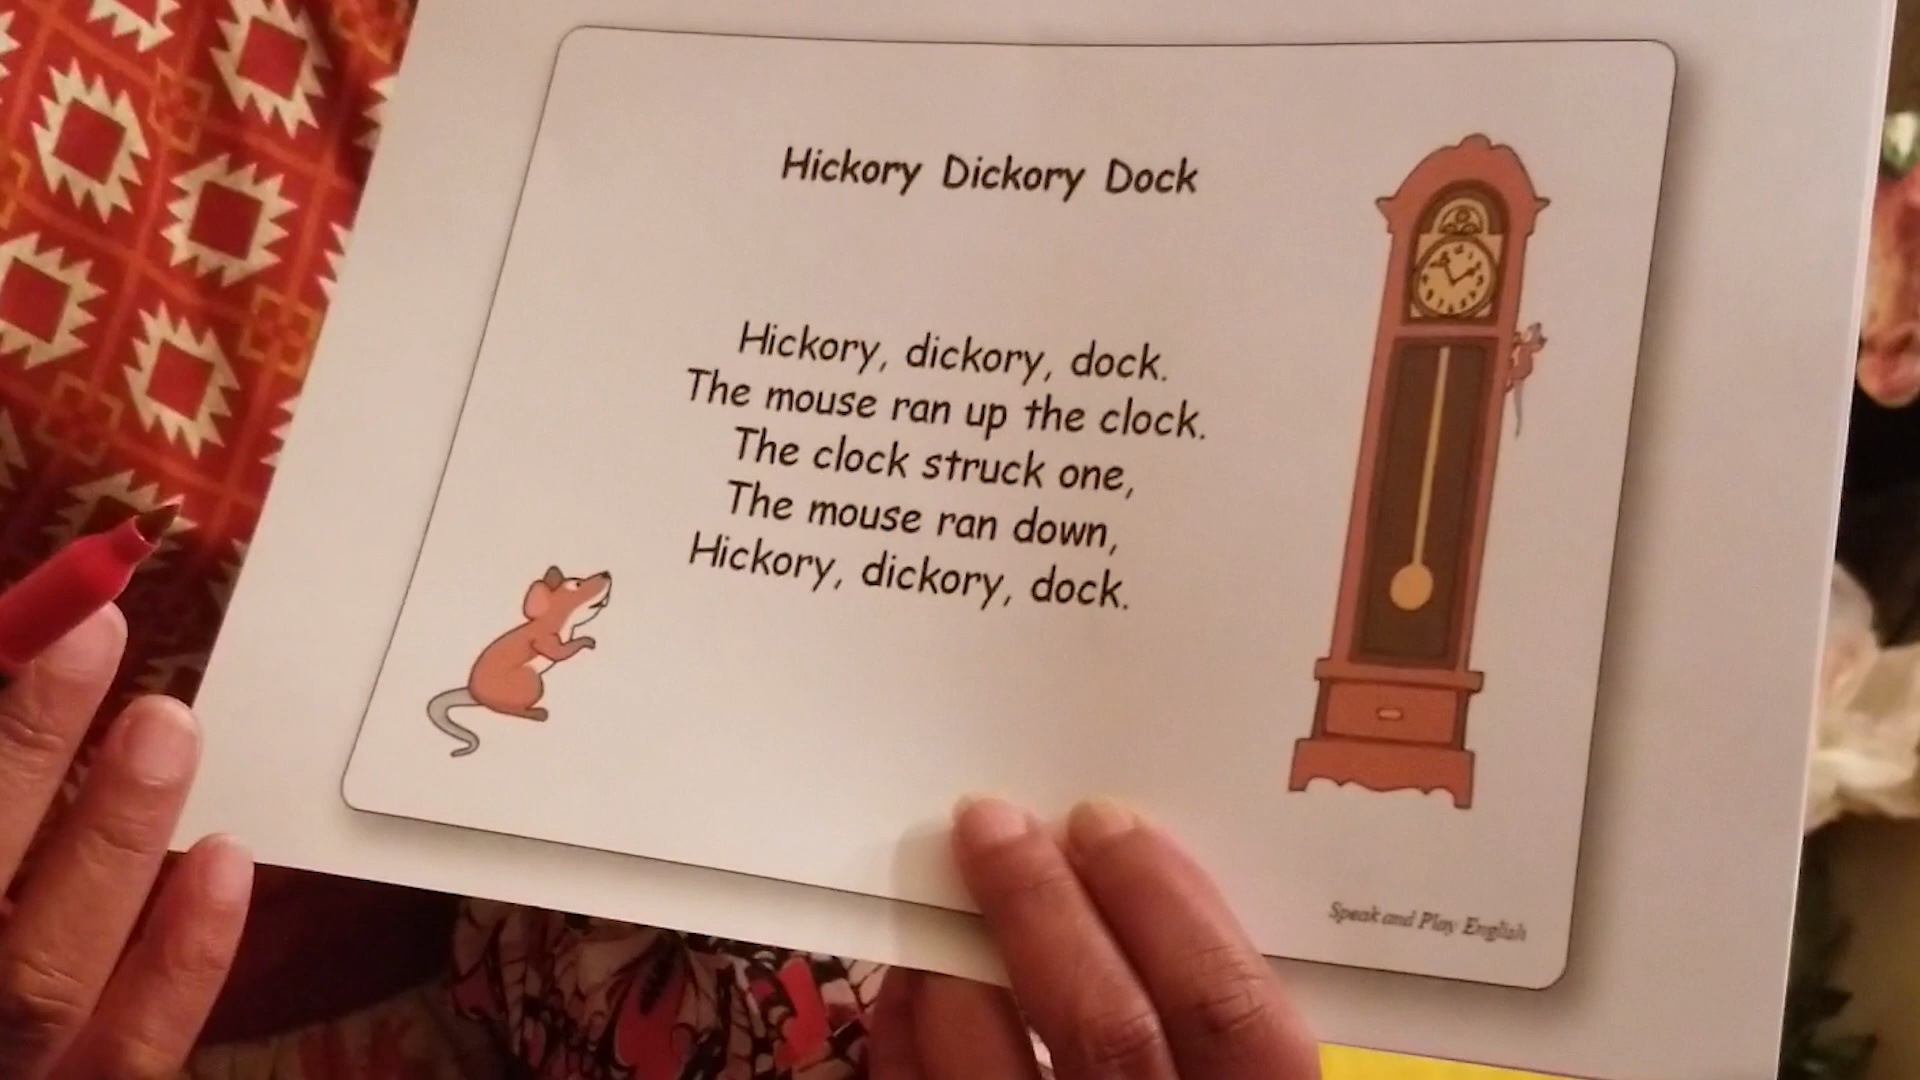 Hickory Dickory Dock
Hickory, dickory, dock.
The mouse ran up the clock.
The clock struck one,
The mouse ran down,
Hickory, dickory, dock.
Speak and Play English